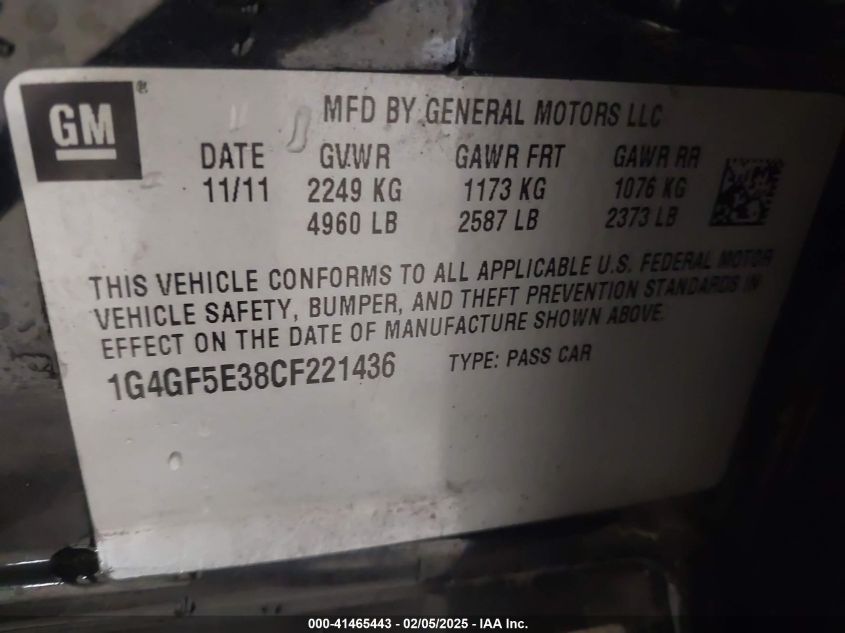 GM®
MFD BY GENERAL MOTORS LLC
DATE GVWR GAWR FRT GAWR RR
11/11 2249 KG 1173 KG 1076 KG
4960 LB 2587 LB 2373 LB
THIS VEHICLE CONFORMS TO ALL APPLICABLE U.S. FEDERAL MOTOR
VEHICLE SAFETY, BUMPER, AND THEFT PREVENTION STANDARDS IN
EFFECT ON THE DATE OF MANUFACTURE SHOWN ABOVE.
1G4GF5E38CF221436 TYPE: PASS CAR
000-41465443 - 02/05/2025 - IAA Inc.